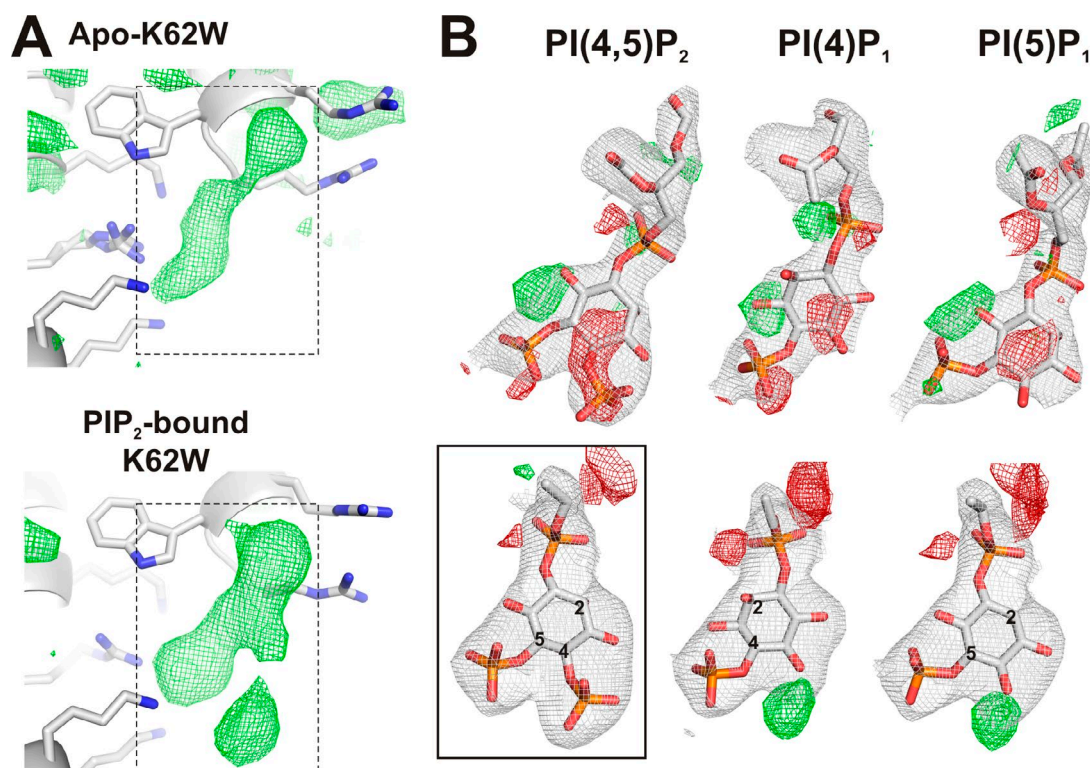 A
Apo-K62W
PIP2-bound
K62W
B
PI(4,5)P2
PI(4)P1
PI(5)P1
2
5
4
2
4
2
5